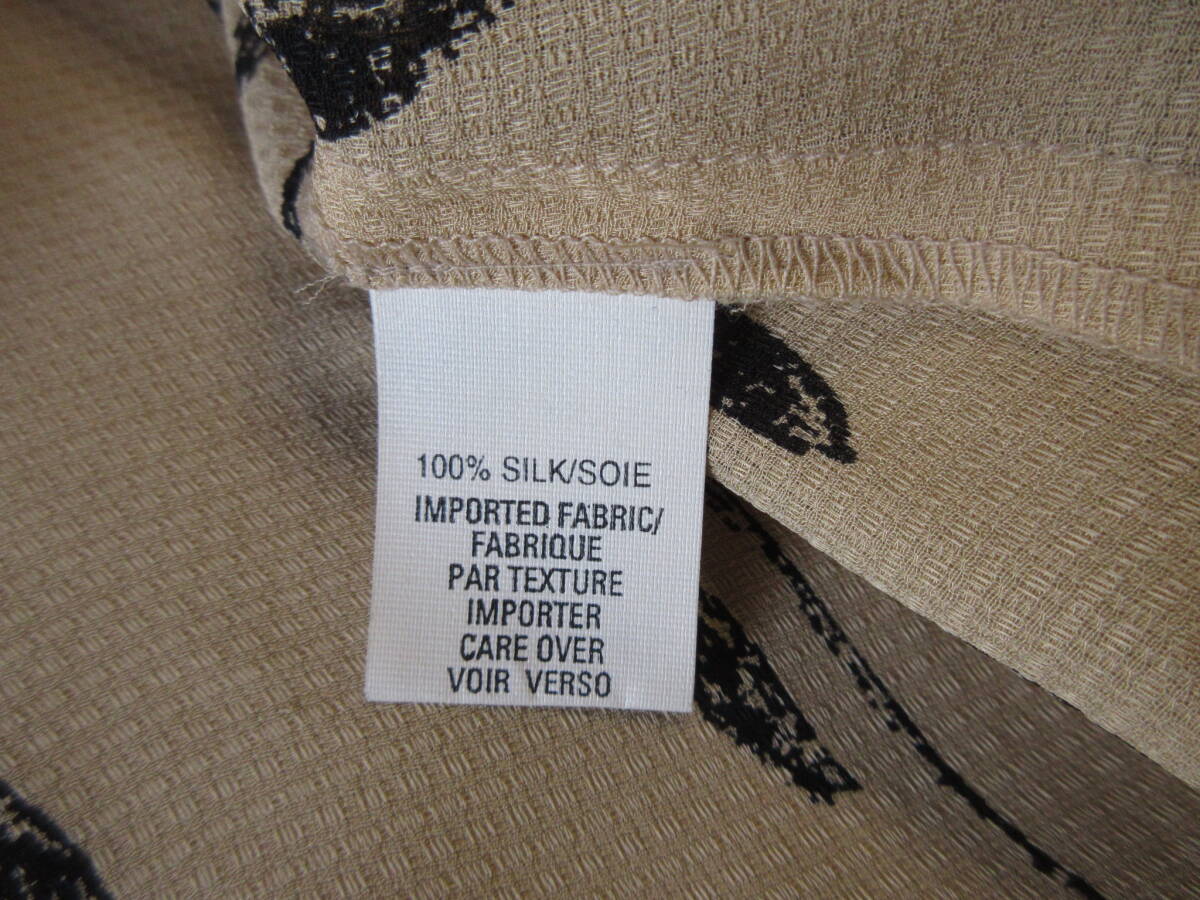 100% SILK/SOIE
IMPORTED FABRIC/
FABRIQUE
PAR TEXTURE
IMPORTER
CARE OVER
VOIR VERSO